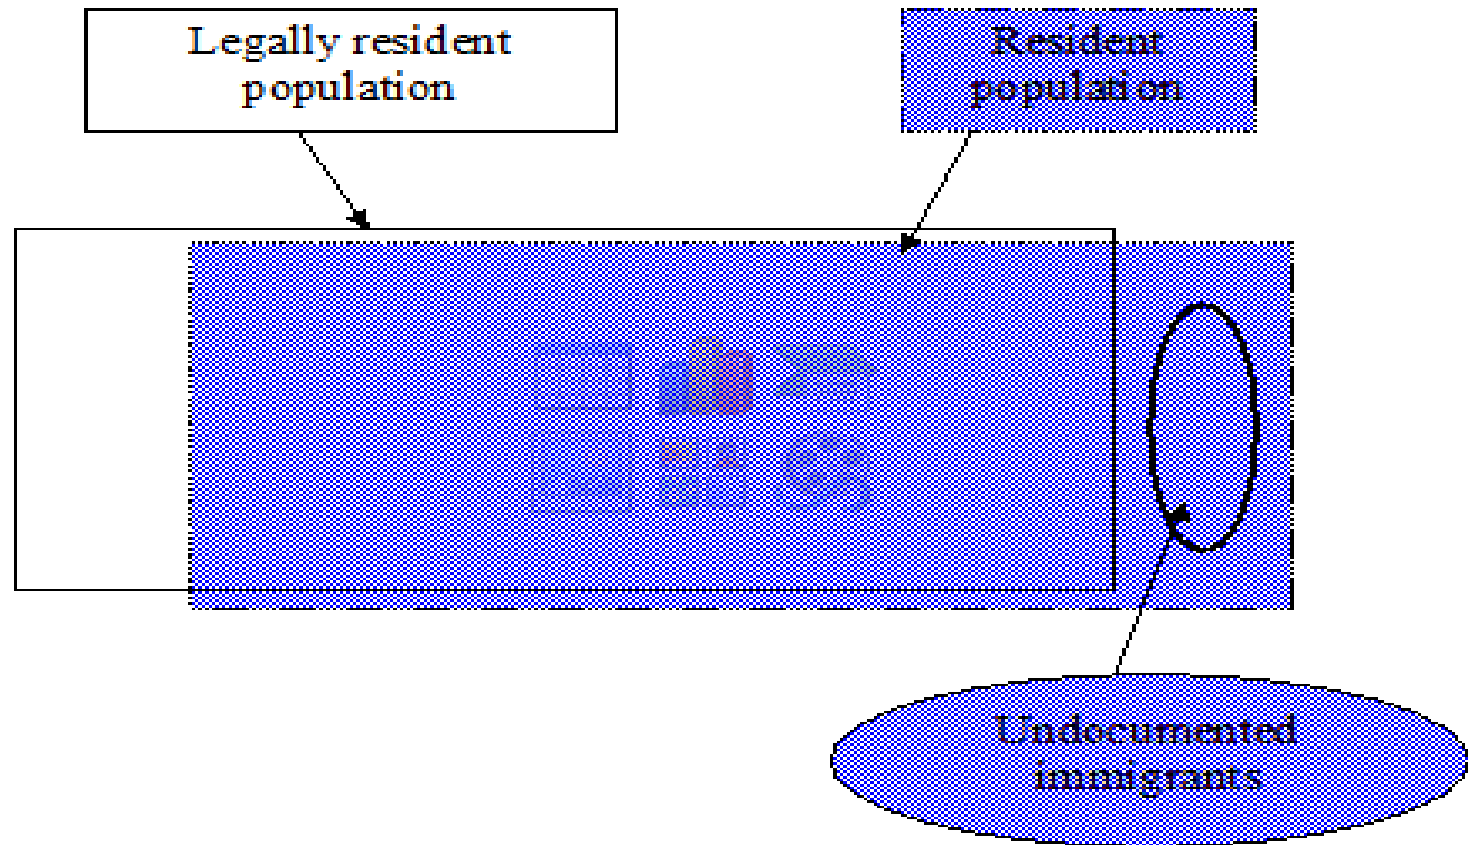 Legally resident
population
Resident
population
Undocumented
immigrants